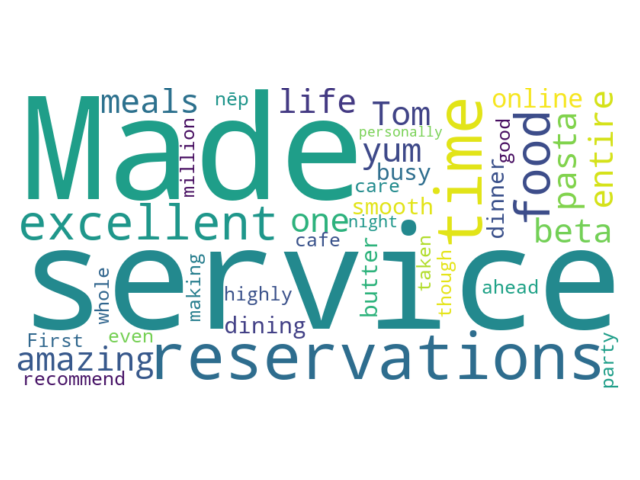 Made
meals
nēp
life
Tom
time
online
entire
million
personally
yum
good
food
pasta
busy
care
excellent
one
smooth
dinner
beta
night
cafe
service
whole
making
highly
butter
taken
though
ahead
dining
First
even
amazing
reservations
recommend
party